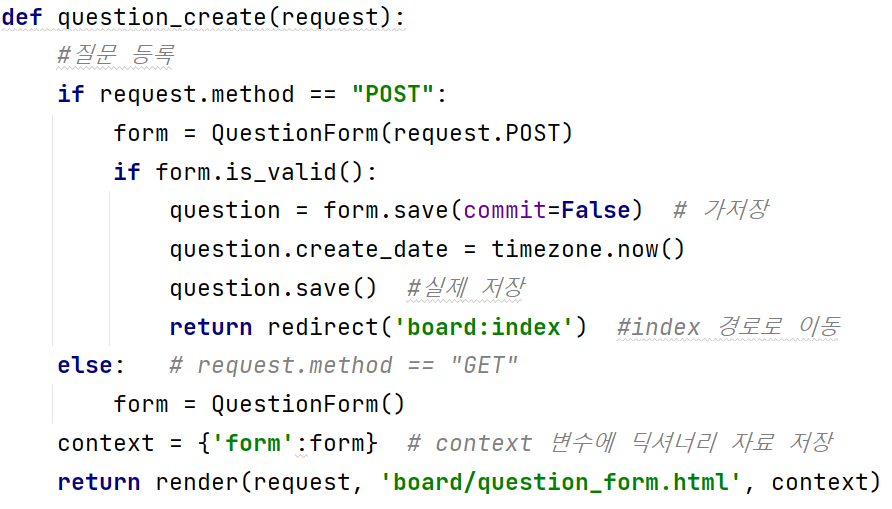 def question_create(request):
    #질문 등록
    if request.method == "POST":
        form = QuestionForm(request.POST)
        if form.is_valid():
            question = form.save(commit=False)  # 가저장
            question.create_date = timezone.now()
            question.save()  #실제 저장
            return redirect('board:index')  #index 경로로 이동
    else:   # request.method == "GET"
        form = QuestionForm()
    context = {'form':form}  # context 변수에 딕셔너리 자료 저장
    return render(request, 'board/question_form.html', context)